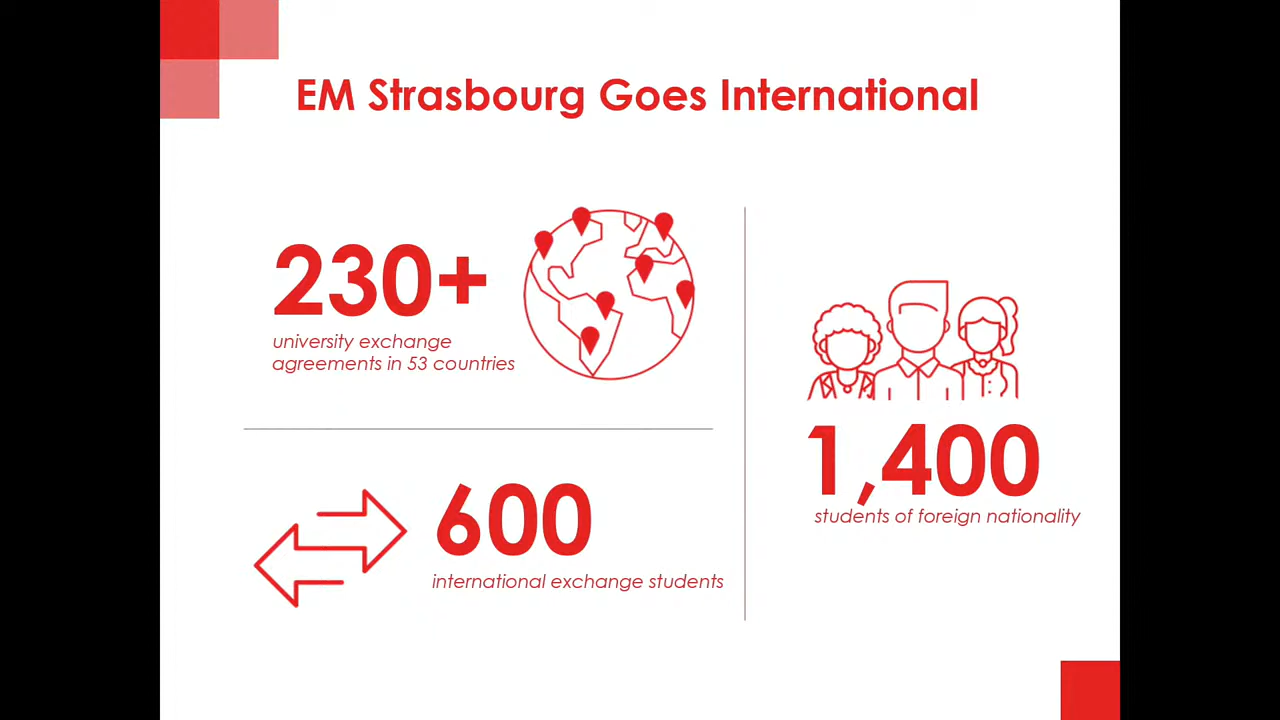 EM Strasbourg Goes International
230+
university exchange
agreements in 53 countries
600
international exchange students
1,400
students of foreign nationality